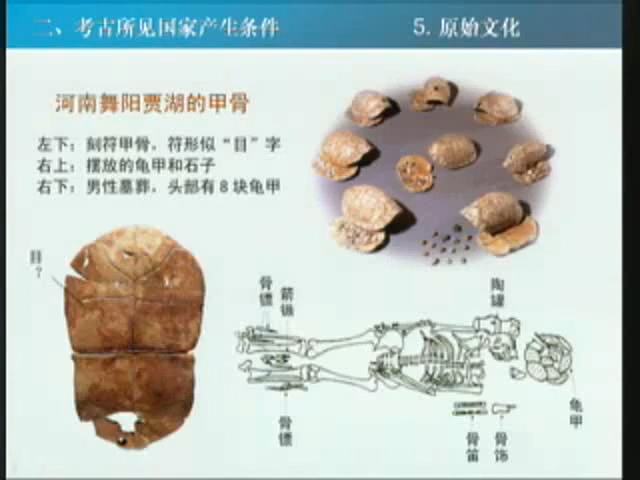 二、考古所见国家产生条件
5. 原始文化
河南舞阳贾湖的甲骨
左下：刻符甲骨，符形似“目”字
右上：摆放的龟甲和石子
右下：男性墓葬，头部有8块龟甲
目？
骨镖
箭镞
陶罐
骨镖
骨笛
骨饰
龟甲